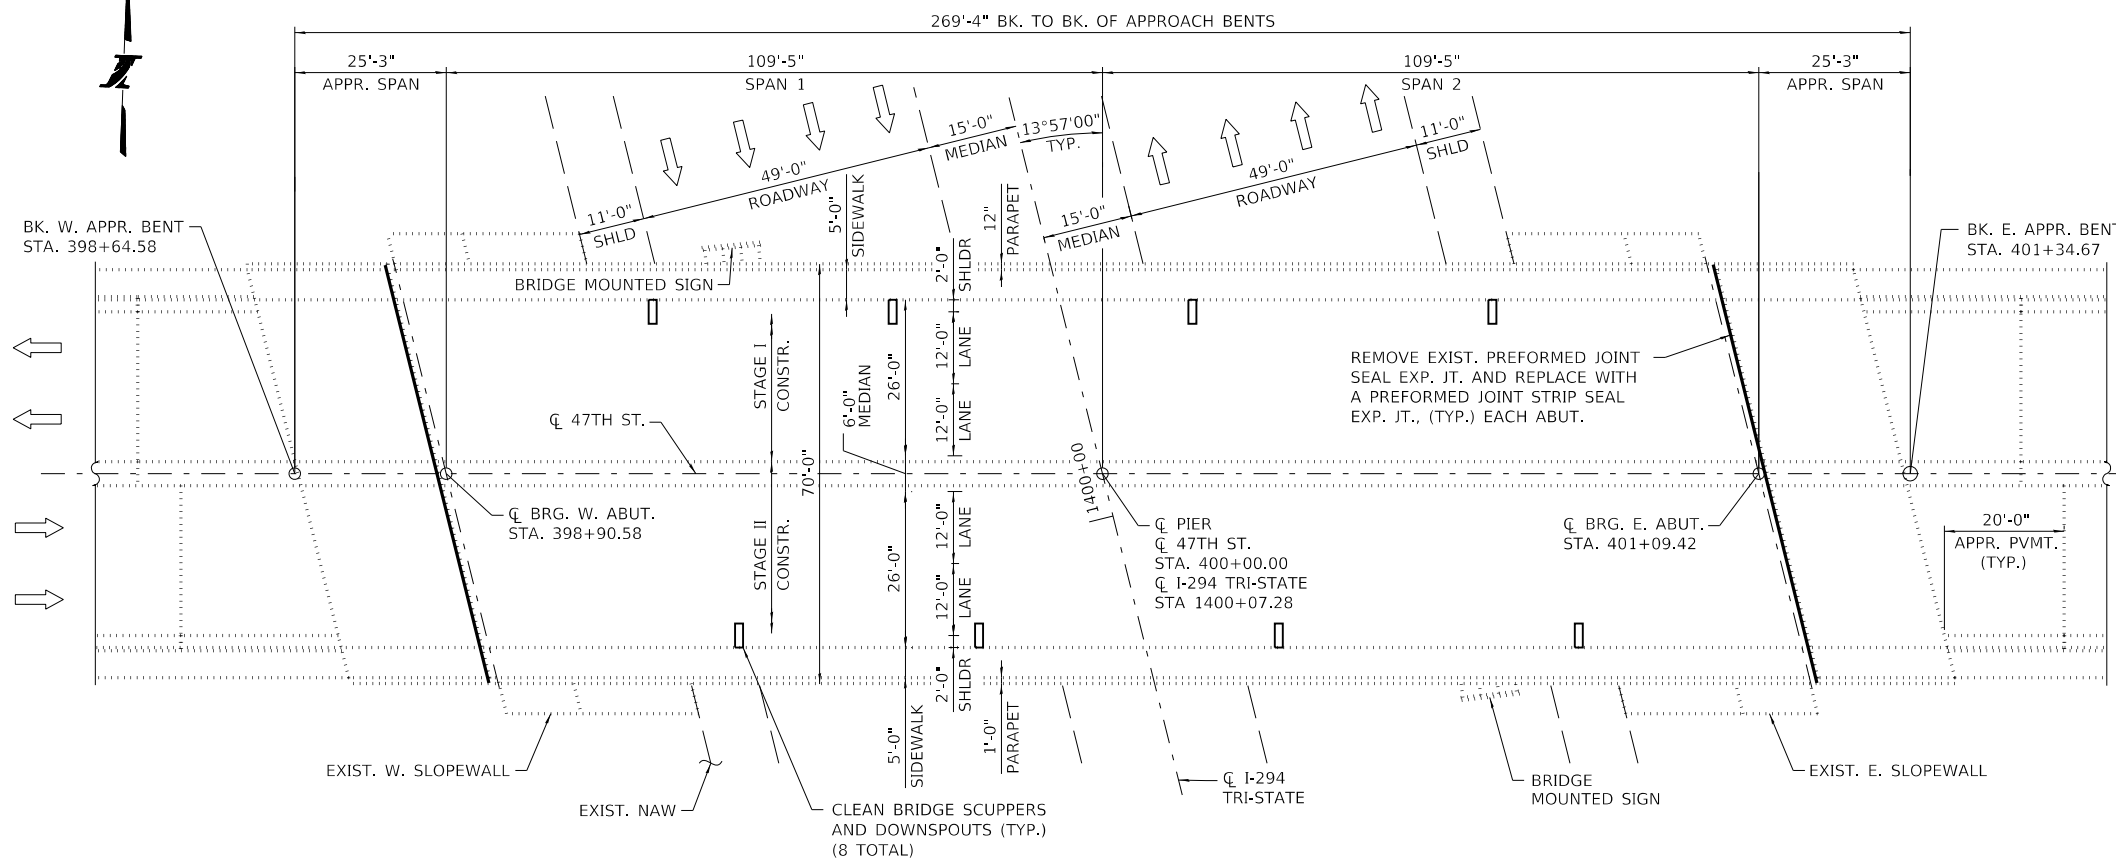 269'-4" BK. TO BK. OF APPROACH BENTS
25'-3"
APPR. SPAN
109'-5"
SPAN 1
109'-5"
SPAN 2
25'-3"
APPR. SPAN
15'-0"
MEDIAN
13°57'00"
TYP.
11'-0"
SHLD
49'-0"
ROADWAY
49'-0"
ROADWAY
11'-0"
SHLD
15'-0"
MEDIAN
5'-0"
SIDEWALK
12"
PARAPET
2'-0"
SHLDR
BK. W. APPR. BENT
STA. 398+64.58
BK. E. APPR. BENT
STA. 401+34.67
BRIDGE MOUNTED SIGN
STAGE I
CONSTR.
6'-0"
MEDIAN
26'-0"
12'-0"
LANE
12'-0"
LANE
REMOVE EXIST. PREFORMED JOINT
SEAL EXP. JT. AND REPLACE WITH
A PREFORMED JOINT STRIP SEAL
EXP. JT., (TYP.) EACH ABUT.
℄ 47TH ST.
70'-0"
1400+00
℄ BRG. W. ABUT.
STA. 398+90.58
STAGE II
CONSTR.
26'-0"
12'-0"
LANE
12'-0"
LANE
℄ PIER
℄ 47TH ST.
STA. 400+00.00
℄ I-294 TRI-STATE
STA 1400+07.28
℄ BRG. E. ABUT.
STA. 401+09.42
20'-0"
APPR. PVMT.
(TYP.)
2'-0"
SHLDR
5'-0"
SIDEWALK
1'-0"
PARAPET
EXIST. W. SLOPEWALL
EXIST. NAW
CLEAN BRIDGE SCUPPERS
AND DOWNSPOUTS (TYP.)
(8 TOTAL)
℄ I-294
TRI-STATE
BRIDGE
MOUNTED SIGN
EXIST. E. SLOPEWALL